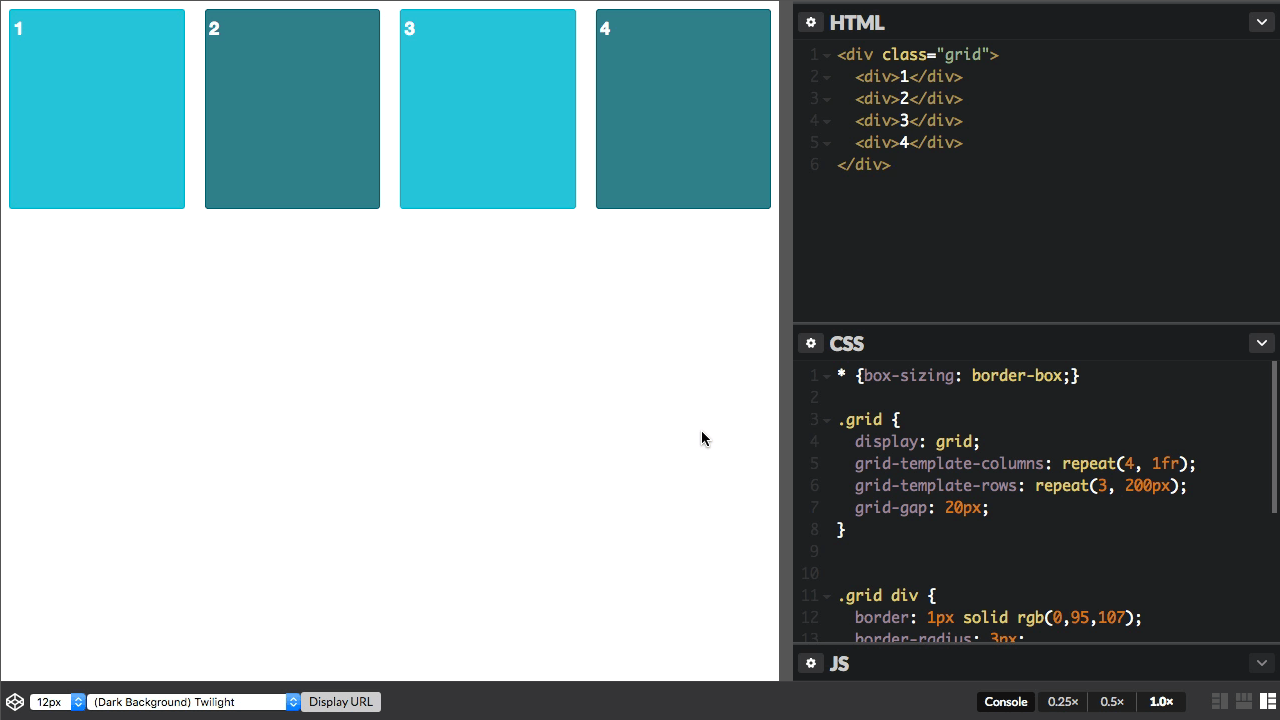 1
2
3
4
HTML
1 <div class="grid">
2   <div>1</div>
3   <div>2</div>
4   <div>3</div>
5   <div>4</div>
6 </div>
CSS
1 * {box-sizing: border-box;}
2
3 .grid {
4   display: grid;
5   grid-template-columns: repeat(4, 1fr);
6   grid-template-rows: repeat(3, 200px);
7   grid-gap: 20px;
8 }
9
10
11 .grid div {
12   border: 1px solid rgb(0,95,107);
13   border-radius: 3px;
JS
12px (Dark Background) Twilight Display URL Console 0.25× 0.5× 1.0×